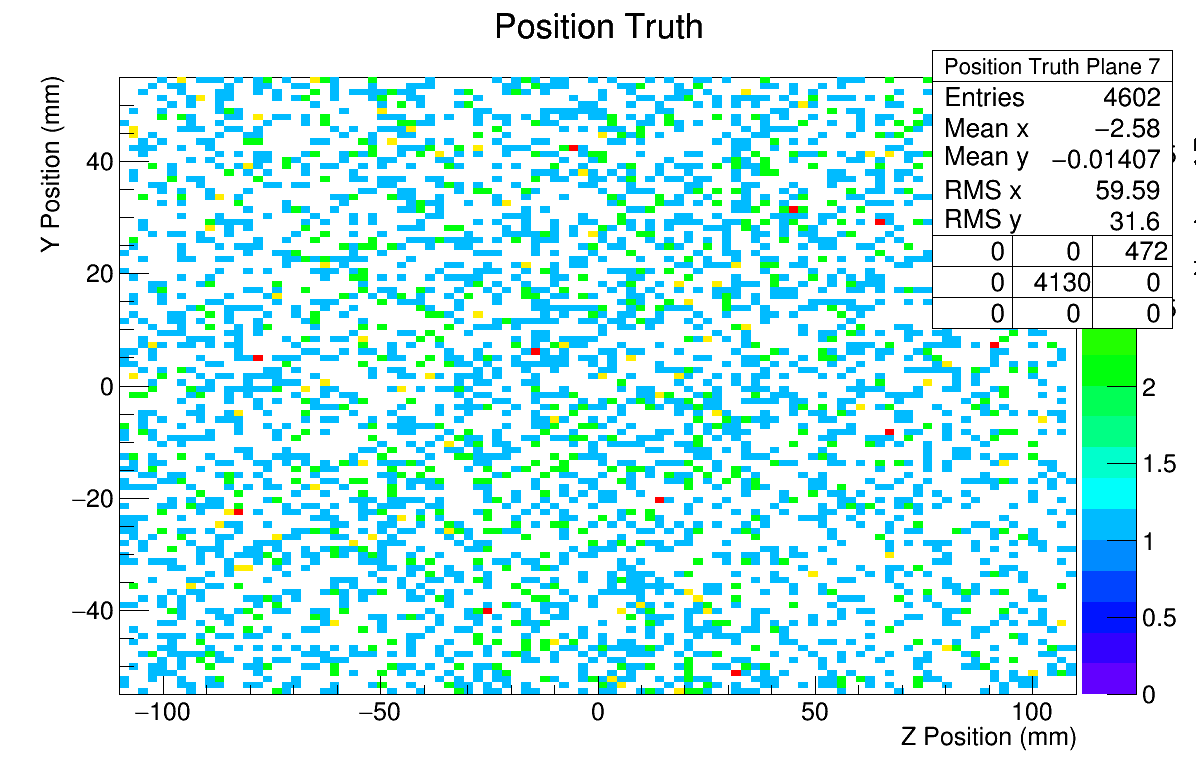 Position Truth
Position Truth Plane 7
Entries 4602
Mean x −2.58
Mean y −0.01407
RMS x 59.59
RMS y 31.6
0 0 472
0 4130 0
0 0 0
Y Position (mm)
40
20
0
−20
−40
2
1.5
1
0.5
0
−100 −50 0 50 100
Z Position (mm)